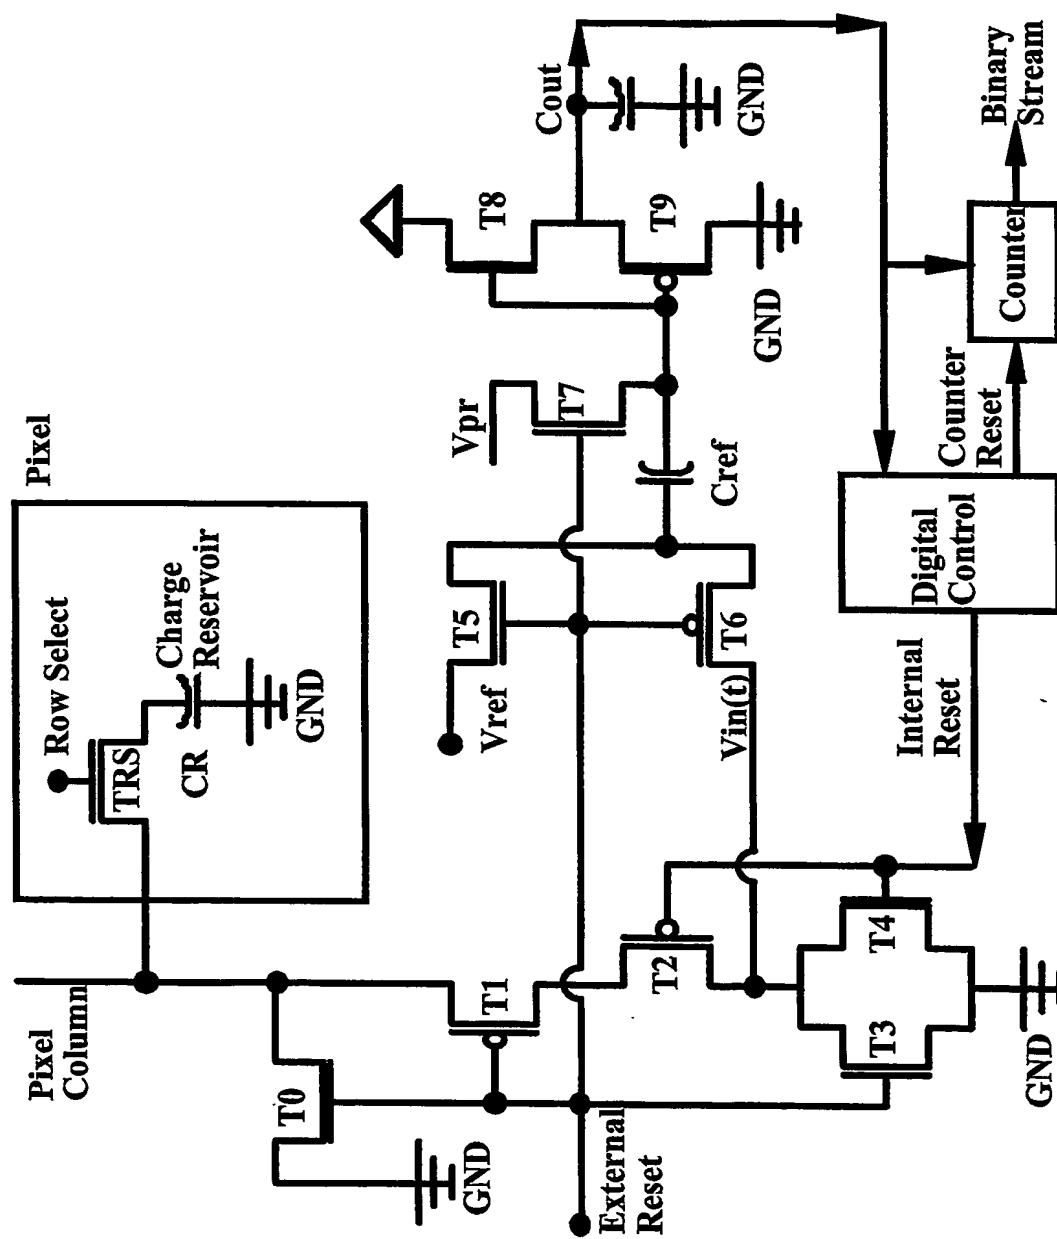 Pixel
Column
Pixel
Row Select
TRS
Charge
Reservoir
CR
GND
T0
GND
External
Reset
T1
T2
T3
T4
GND
Vref
T5
T6
Vin(t)
Vpr
T7
Cref
T8
T9
GND
Cout
GND
Internal
Reset
Digital
Control
Counter
Reset
Counter
Binary
Stream